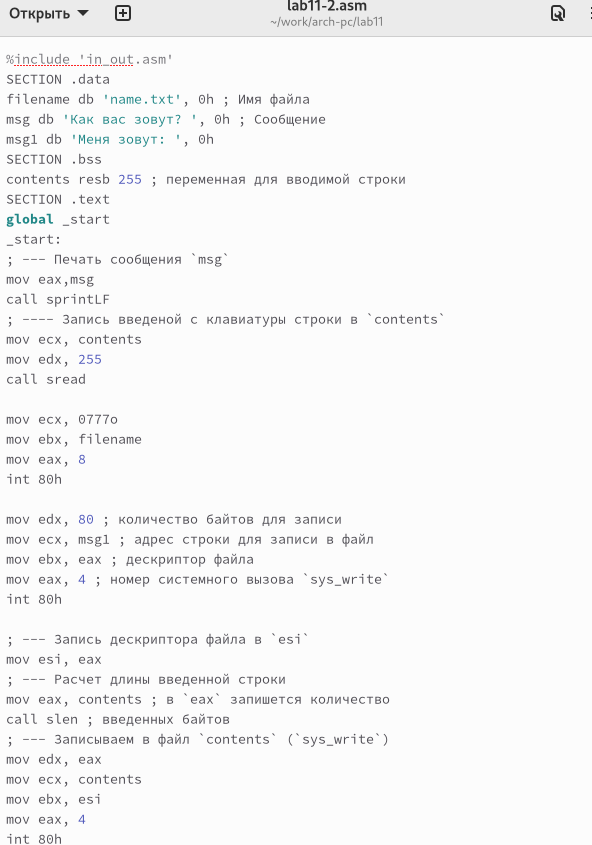 Открыть
lab11-2.asm
~/work/arch-pc/lab11
%include 'in_out.asm'
SECTION .data
filename db 'name.txt', 0h ; Имя файла
msg db 'Как вас зовут? ', 0h ; Сообщение
msg1 db 'Меня зовут: ', 0h
SECTION .bss
contents resb 255 ; переменная для вводимой строки
SECTION .text
global _start
_start:
; --- Печать сообщения `msg`
mov eax,msg
call sprintLF
; ---- Запись введеной с клавиатуры строки в `contents`
mov ecx, contents
mov edx, 255
call sread
mov ecx, 0777o
mov ebx, filename
mov eax, 8
int 80h
mov edx, 80 ; количество байтов для записи
mov ecx, msg1 ; адрес строки для записи в файл
mov ebx, eax ; дескриптор файла
mov eax, 4 ; номер системного вызова `sys_write`
int 80h
; --- Запись дескриптора файла в `esi`
mov esi, eax
; --- Расчет длины введенной строки
mov eax, contents ; в `eax` запишется количество
call slen ; введенных байтов
; --- Записываем в файл `contents` (`sys_write`)
mov edx, eax
mov ecx, contents
mov ebx, esi
mov eax, 4
int 80h